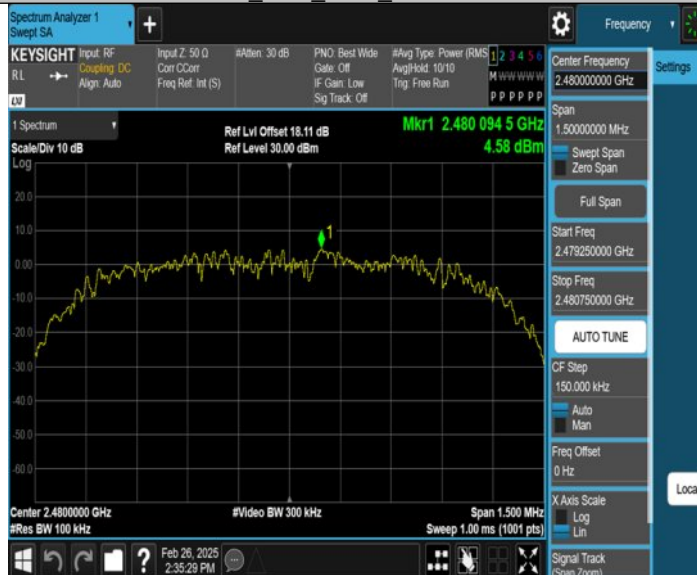 Spectrum Analyzer 1
Swept SA
Frequency
KEYSIGHT
RL
LXI
Input: RF
Coupling: DC
Align: Auto
Input Z: 50 Ω
Corr CCorr
Freq Ref: Int (S)
#Atten: 30 dB
PNO: Best Wide
Gate: Off
IF Gain: Low
Sig Track: Off
#Avg Type: Power (RMS
Avg|Hold: 10/10
Trig: Free Run
1 2 3 4 5 6
M W W W W W
P P P P P P
1 Spectrum
Scale/Div 10 dB
Log
Ref Lvl Offset 18.11 dB
Ref Level 30.00 dBm
Mkr1 2.480 094 5 GHz
4.58 dBm
20.0
10.0
0.00
-10.0
-20.0
-30.0
-40.0
-50.0
-60.0
1
Center 2.4800000 GHz
#Res BW 100 kHz
#Video BW 300 kHz
Span 1.500 MHz
Sweep 1.00 ms (1001 pts)
Feb 26, 2025
2:35:29 PM
Center Frequency
2.480000000 GHz
Span
1.50000000 MHz
Swept Span
Zero Span
Full Span
Start Freq
2.479250000 GHz
Stop Freq
2.480750000 GHz
AUTO TUNE
CF Step
150.000 kHz
Auto
Man
Freq Offset
0 Hz
X Axis Scale
Log
Lin
Signal Track
(Span Zoom)
Settings
Loca